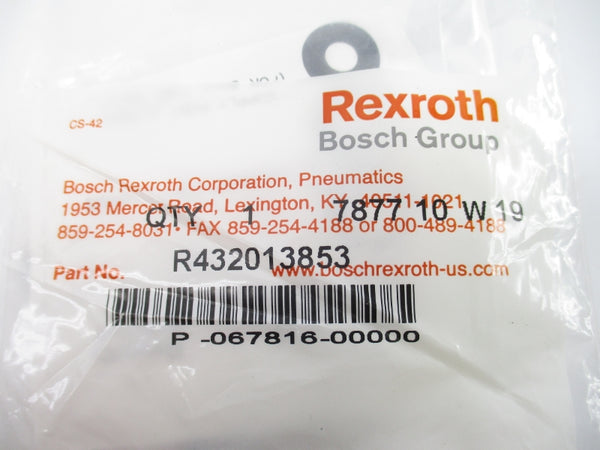 Rexroth
CS-42
Bosch Group
Bosch Rexroth Corporation, Pneumatics
1953 Mercer Road, Lexington, KY 40511-1021
QTY 1 7877 10 W 19
859-254-8031• FAX 859-254-4188 or 800-489-4188
R432013853
Part No. www.boschrexroth-us.com
P -067816-00000